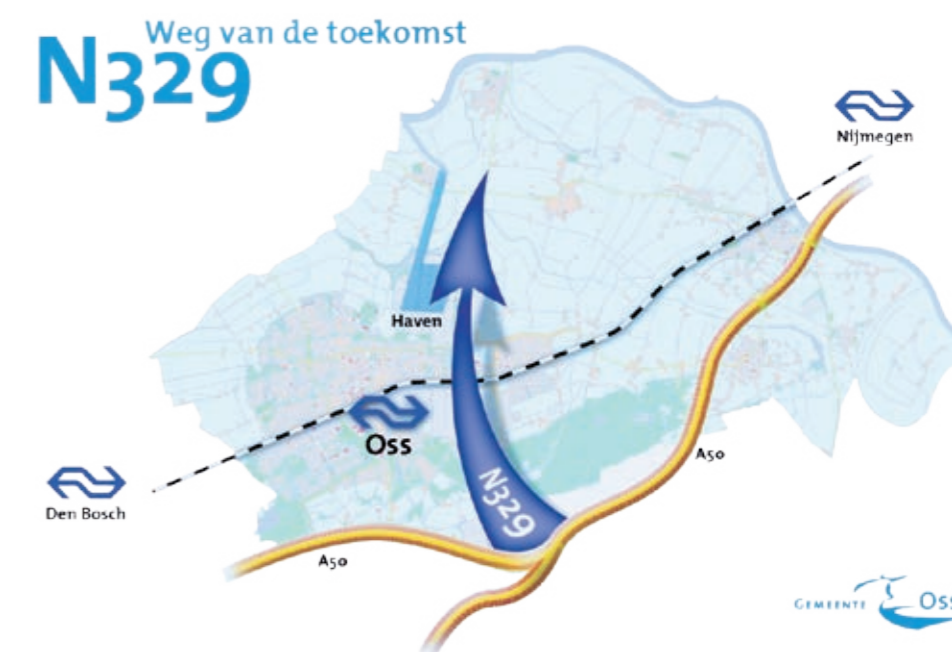 Weg van de toekomst
N329
Nijmegen
Haven
Oss
Den Bosch
N329
A50
A50
GEMEENTE Oss